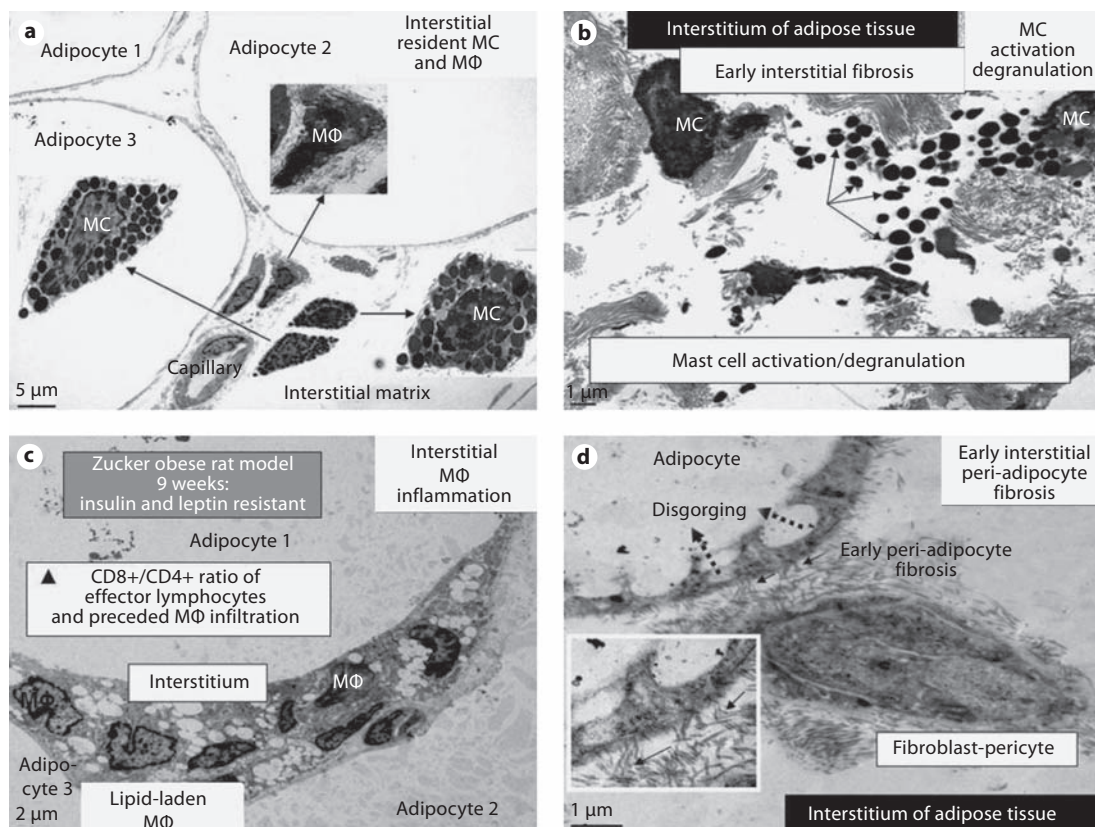 a
Adipocyte 1
Adipocyte 2
Interstitial
resident MC
and MΦ
MΦ
Adipocyte 3
MC
MC
Capillary
5 µm
Interstitial matrix
b
Interstitium of adipose tissue
MC
activation
degranulation
Early interstitial fibrosis
MC
MC
Mast cell activation/degranulation
1 µm
c
Zucker obese rat model
9 weeks:
insulin and leptin resistant
Interstitial
MΦ
inflammation
Adipocyte 1
▲ CD8+/CD4+ ratio of
effector lymphocytes
and preceded MΦ infiltration
Interstitium
MΦ
MΦ
Adipo-
cyte 3
2 µm
Lipid-laden
MΦ
Adipocyte 2
d
Adipocyte
Early interstitial
peri-adipocyte
fibrosis
Disgorging
Early peri-adipocyte
fibrosis
Fibroblast-pericyte
1 µm
Interstitium of adipose tissue